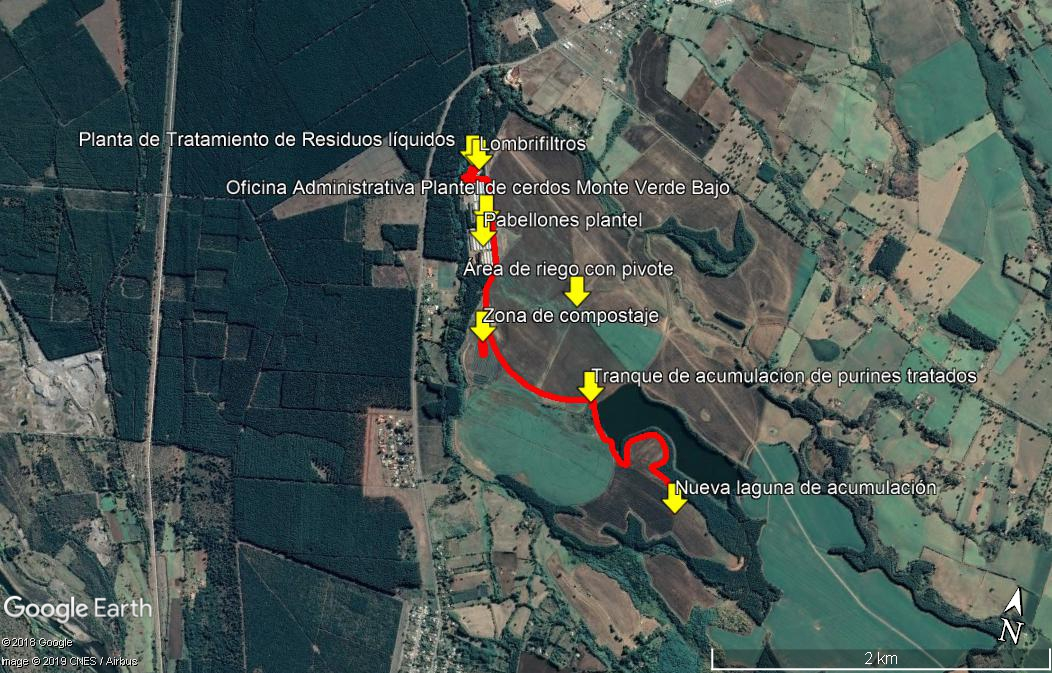 Planta de Tratamiento de Residuos líquidos
Lombrifiltros
Oficina Administrativa Plantel de cerdos Monte Verde Bajo
Pabellones plantel
Área de riego con pivote
Zona de compostaje
Tranque de acumulacion de purines tratados
Nueva laguna de acumulación
Google Earth
©2018 Google
mage © 2019 CNES / Airbus
N
2 km